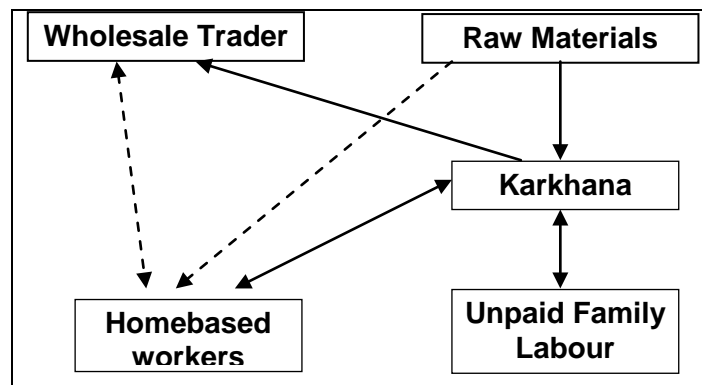 Wholesale Trader
Raw Materials
Karkhana
Homebased
workers
Unpaid Family
Labour